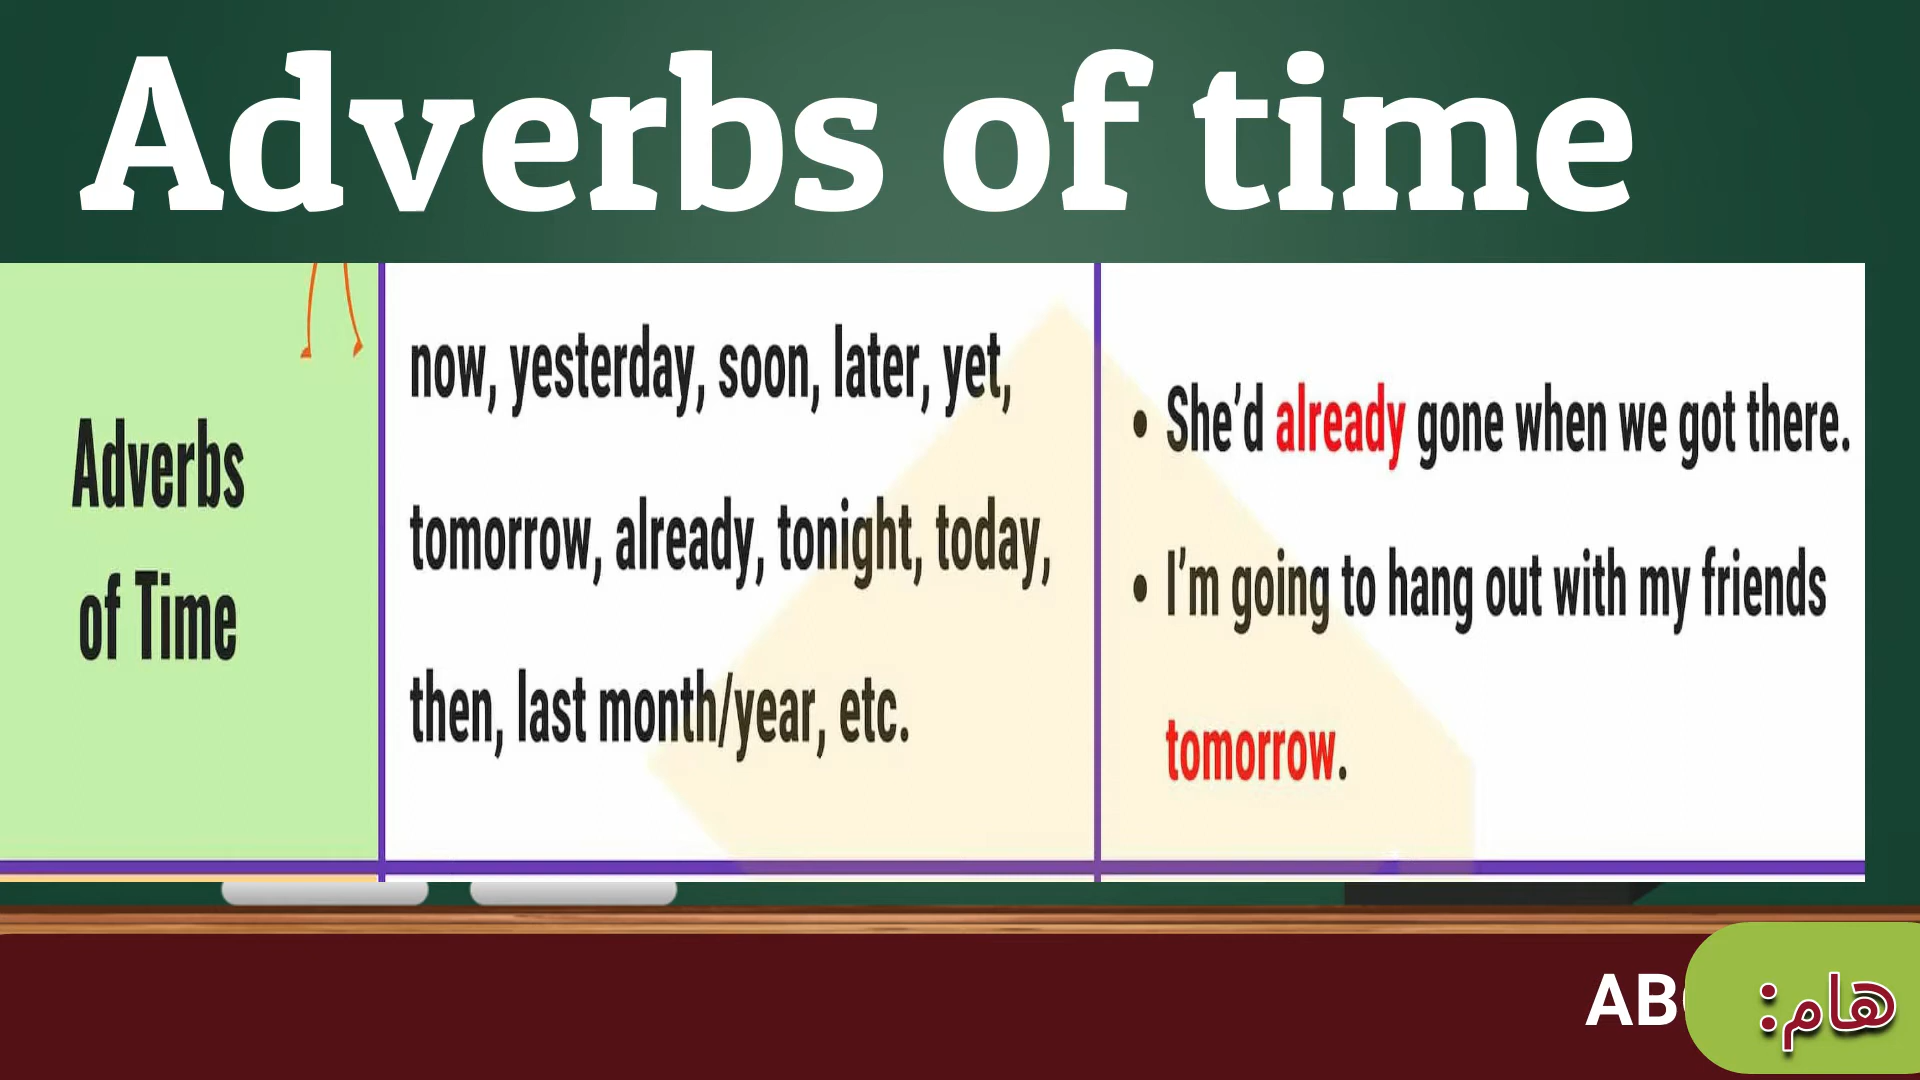 Adverbs of time
Adverbs
of Time
now, yesterday, soon, later, yet,
tomorrow, already, tonight, today,
then, last month/year, etc.
• She’d already gone when we got there.
• I’m going to hang out with my friends
tomorrow.
AB
هام: